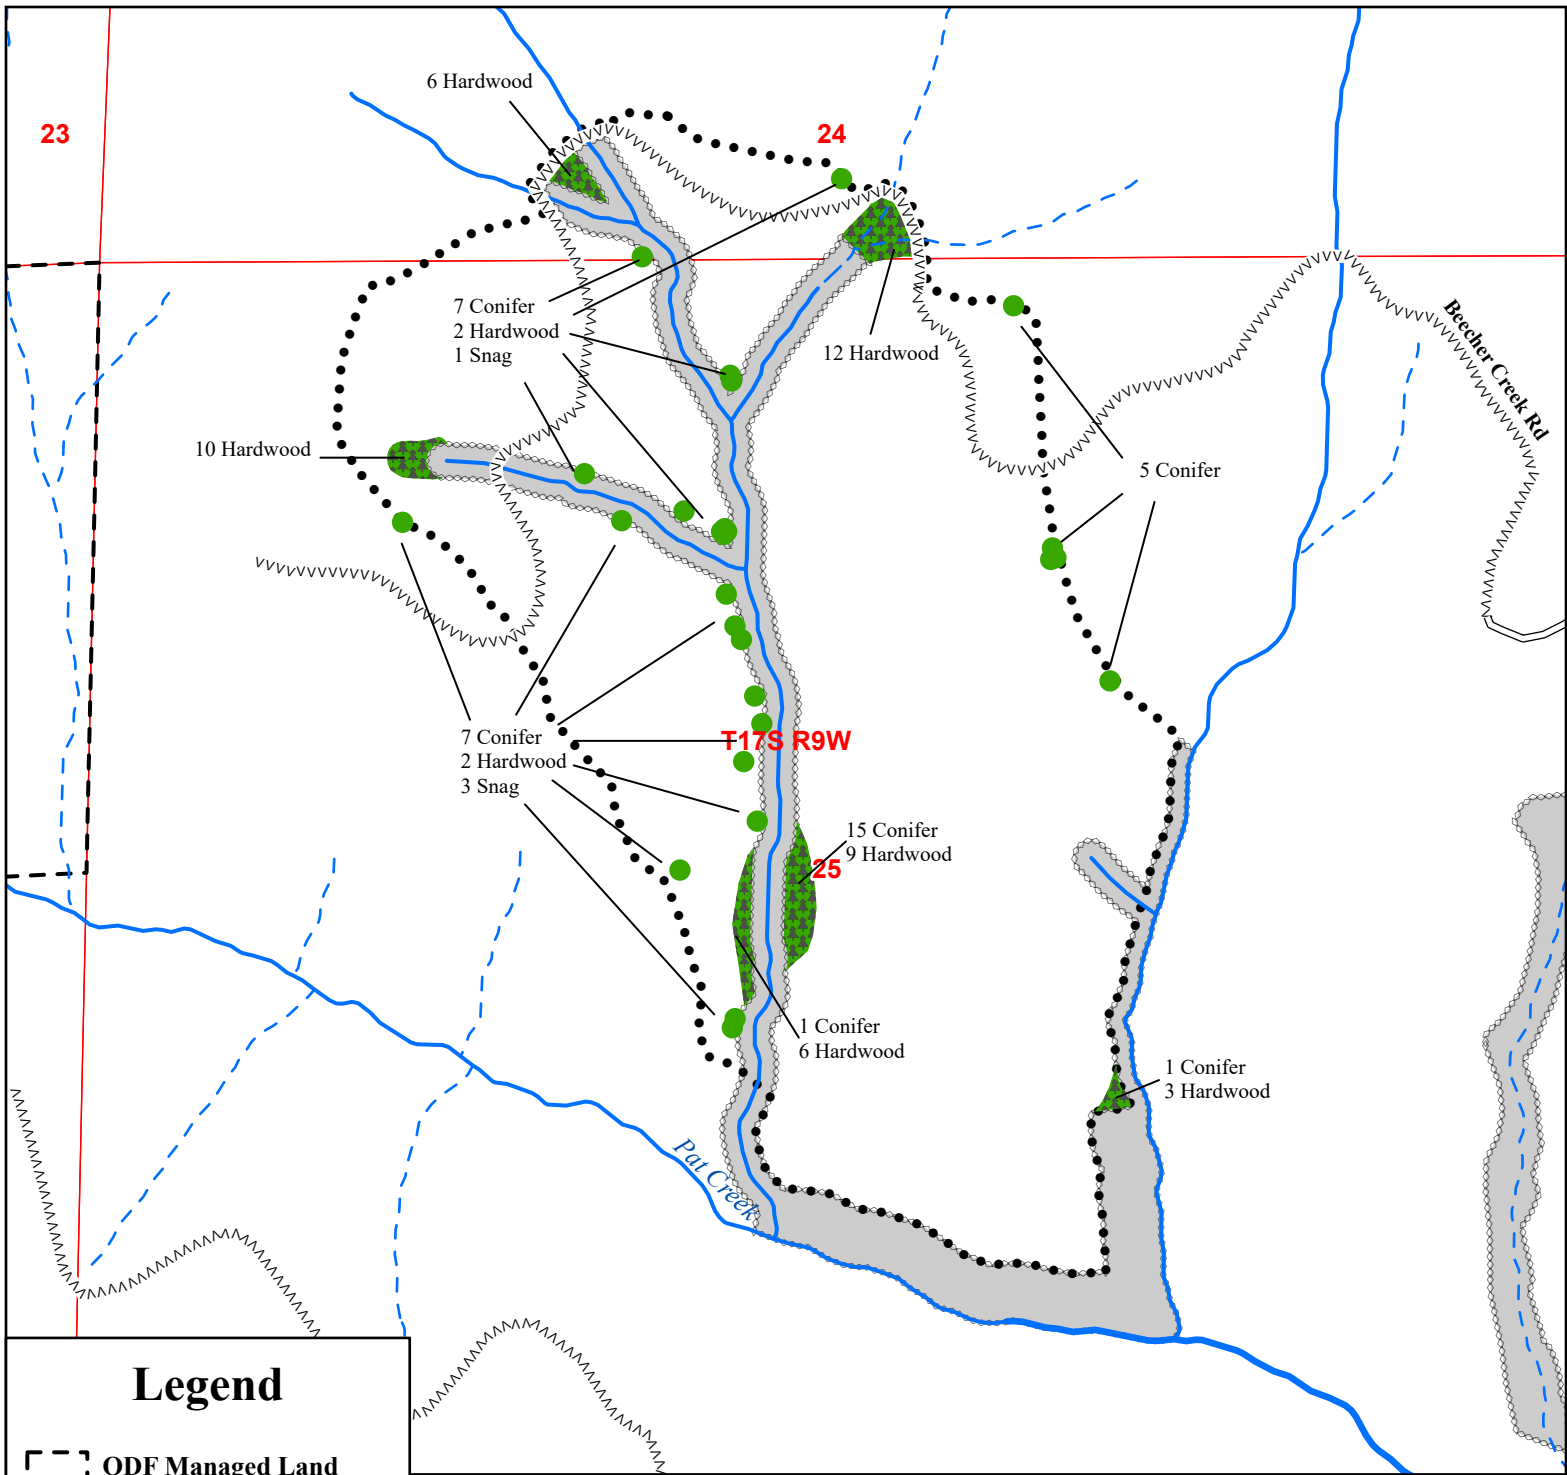 6 Hardwood
23
24
7 Conifer
2 Hardwood
1 Snag
12 Hardwood
Beecher Creek Rd
10 Hardwood
5 Conifer
7 Conifer
2 Hardwood
3 Snag
T17S R9W
15 Conifer
9 Hardwood
25
1 Conifer
6 Hardwood
1 Conifer
3 Hardwood
Pat Creek
Legend
ODF Managed Land